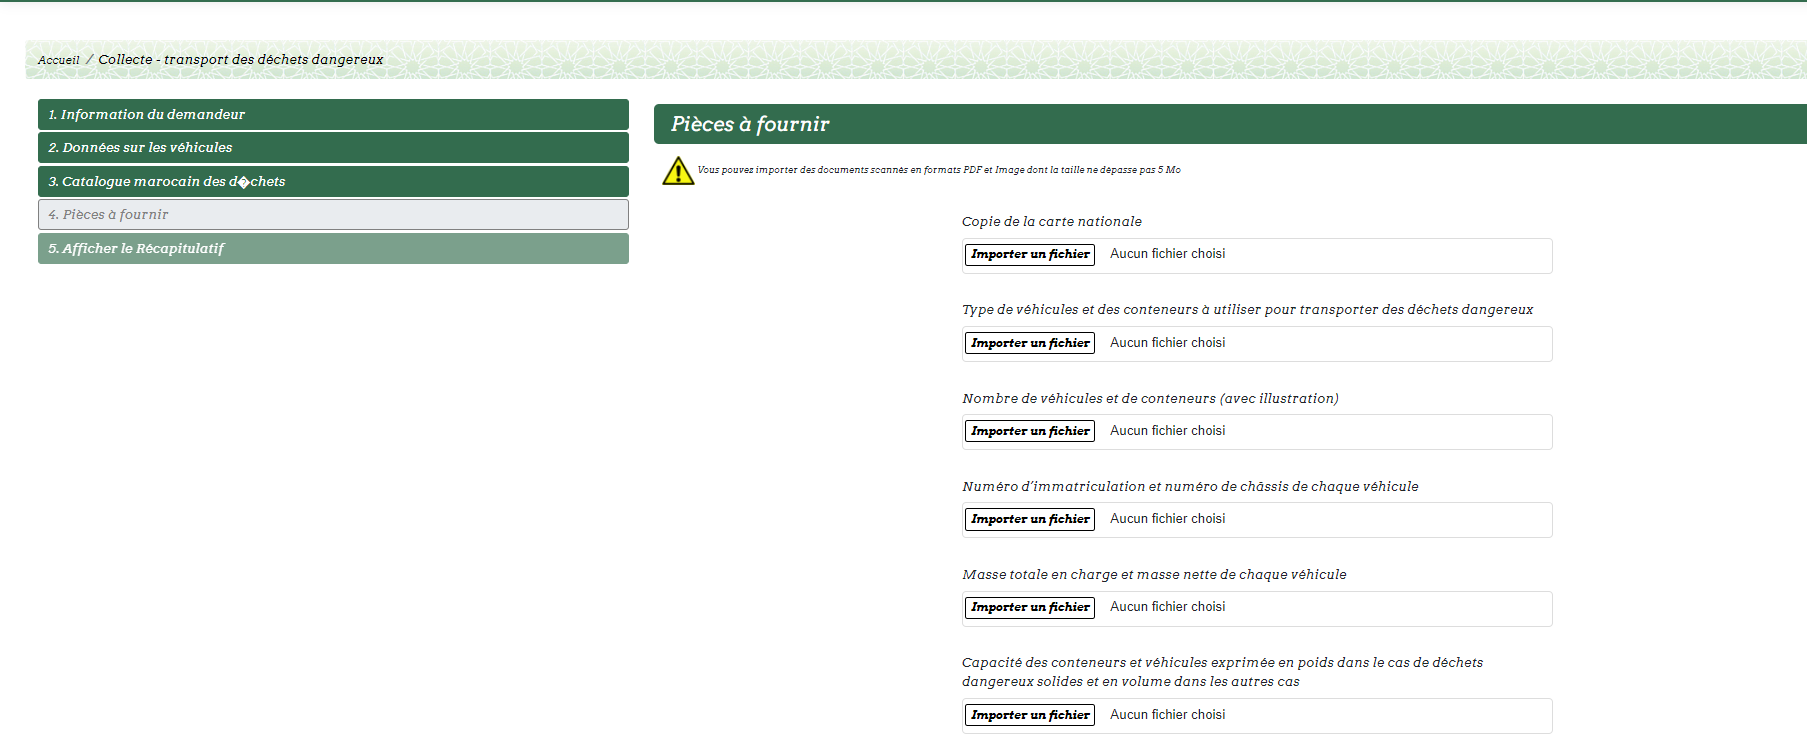 Accueil / Collecte - transport des déchets dangereux
1. Information du demandeur
2. Données sur les véhicules
3. Catalogue marocain des d�chets
4. Pièces à fournir
5. Afficher le Récapitulatif
Pièces à fournir
Vous pouvez importer des documents scannés en formats PDF et Image dont la taille ne dépasse pas 5 Mo
Copie de la carte nationale
Importer un fichier Aucun fichier choisi
Type de véhicules et des conteneurs à utiliser pour transporter des déchets dangereux
Importer un fichier Aucun fichier choisi
Nombre de véhicules et de conteneurs (avec illustration)
Importer un fichier Aucun fichier choisi
Numéro d’immatriculation et numéro de châssis de chaque véhicule
Importer un fichier Aucun fichier choisi
Masse totale en charge et masse nette de chaque véhicule
Importer un fichier Aucun fichier choisi
Capacité des conteneurs et véhicules exprimée en poids dans le cas de déchets
dangereux solides et en volume dans les autres cas
Importer un fichier Aucun fichier choisi